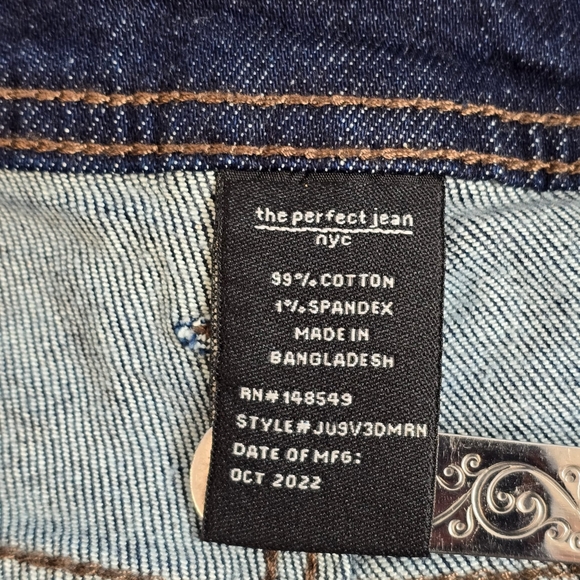 the perfect jean
nyc
99% COTTON
1% SPANDEX
MADE IN
BANGLADESH
RN# 148549
STYLE# JU9V3DMRN
DATE OF MFG:
OCT 2022